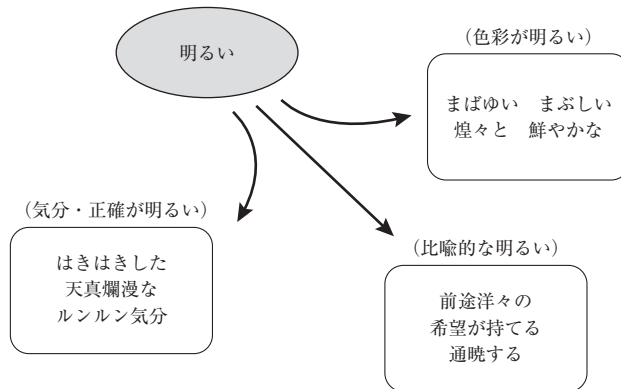 明るい
(色彩が明るい)
まばゆい　まぶしい
煌々と　鮮やかな
(気分・正確が明るい)
はきはきした
天真爛漫な
ルンルン気分
(比喩的な明るい)
前途洋々の
希望が持てる
通暁する